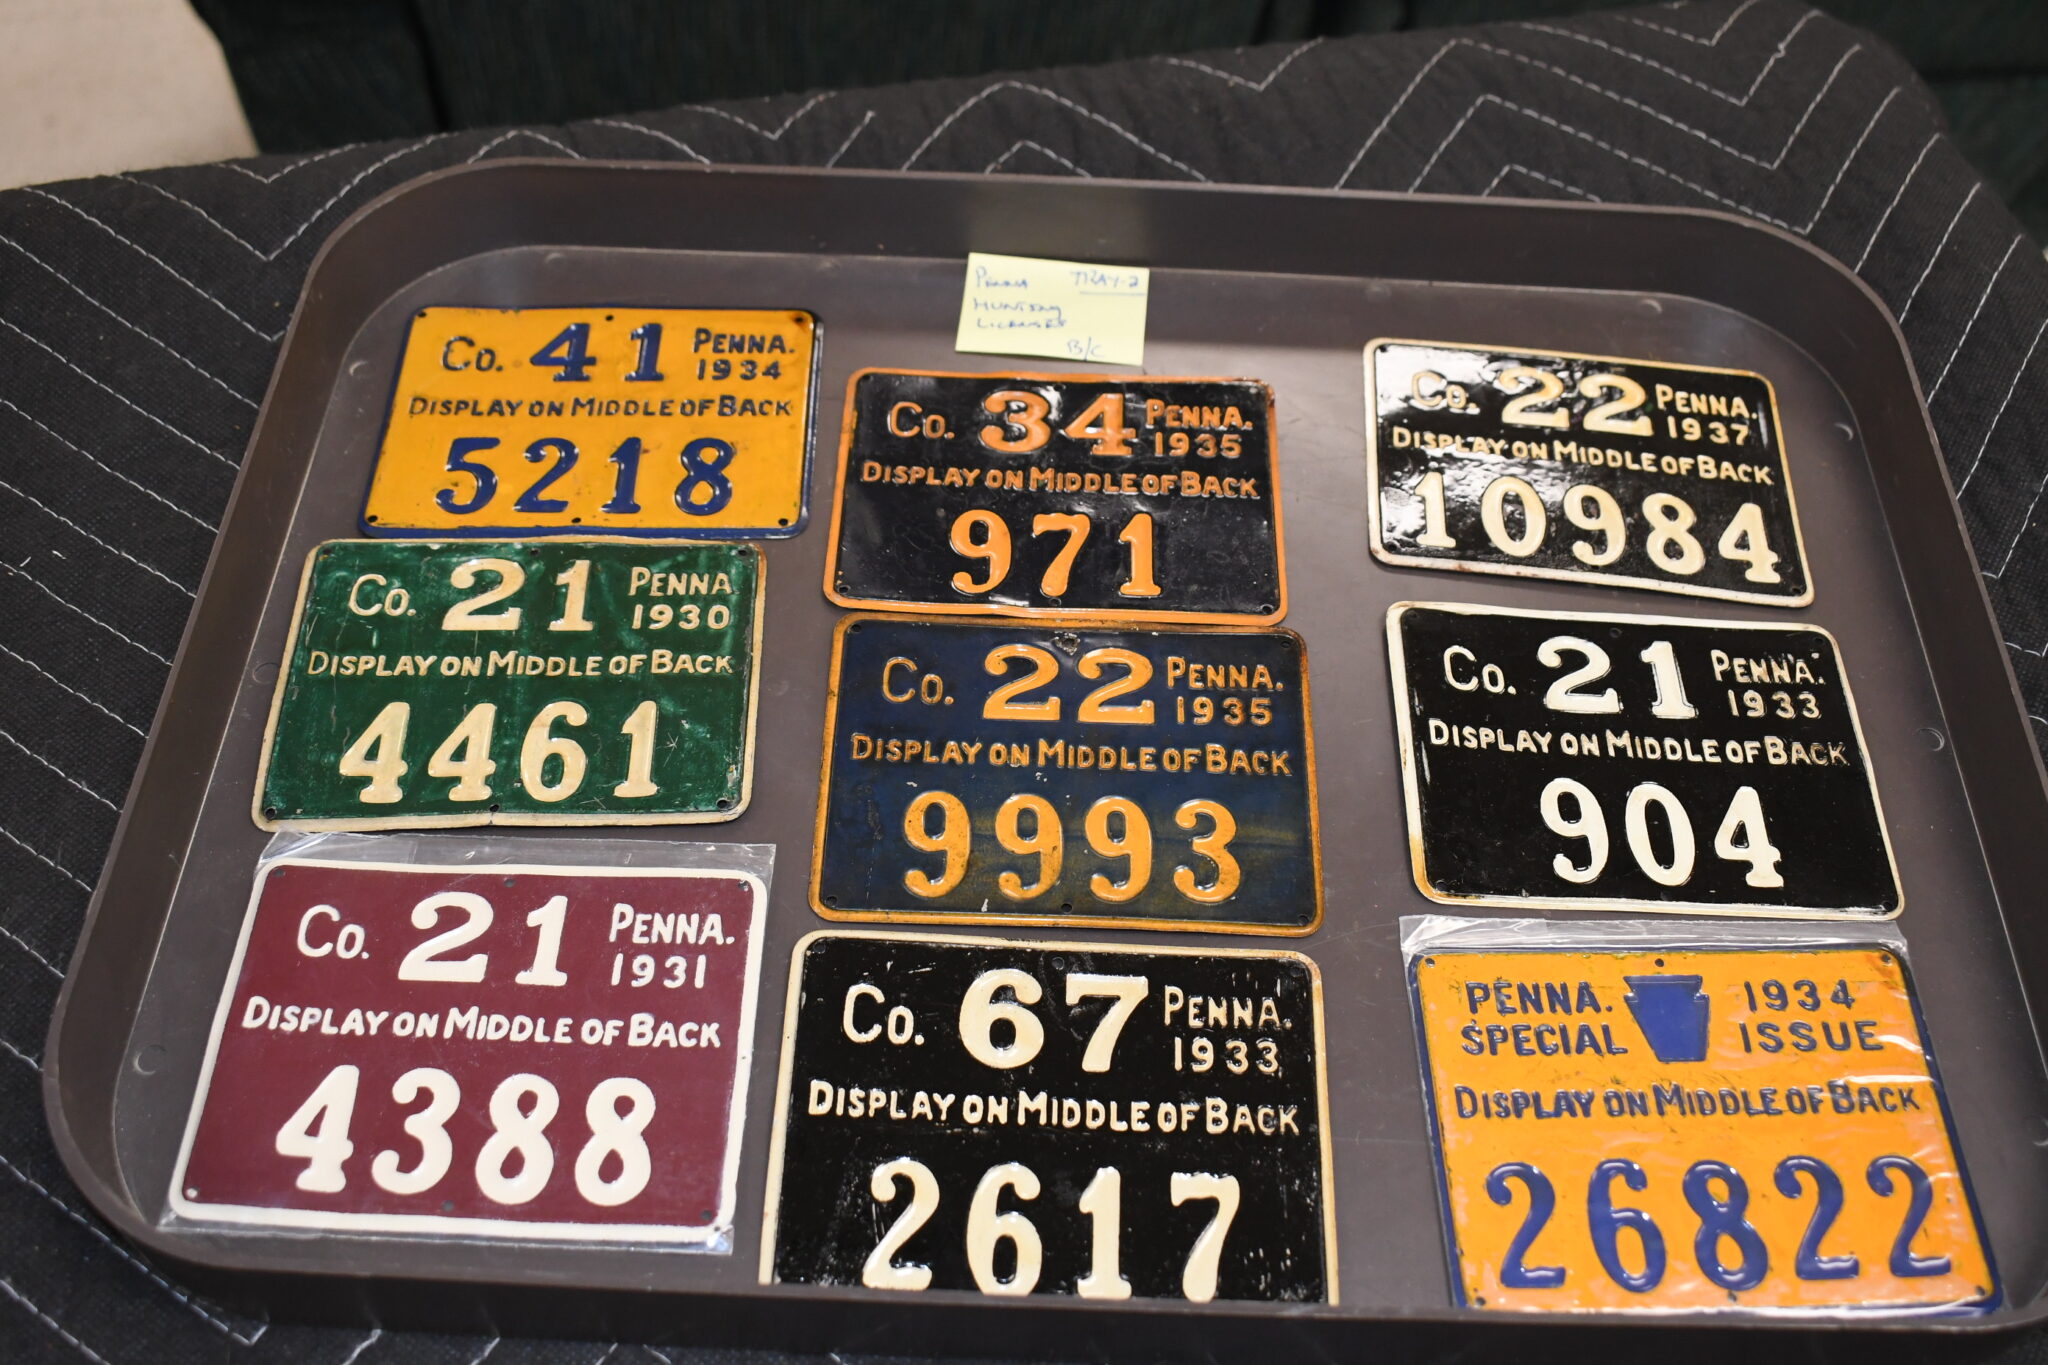 Penna TRAY-2
HUNTING
LICENSES
B/C
Co. 41 PENNA.
1934
DISPLAY ON MIDDLE OF BACK
5218
Co. 34 PENNA.
1935
DISPLAY ON MIDDLE OF BACK
971
Co. 22 PENNA.
1937
DISPLAY ON MIDDLE OF BACK
10984
Co. 21 PENNA
1930
DISPLAY ON MIDDLE OF BACK
4461
Co. 22 PENNA.
1935
DISPLAY ON MIDDLE OF BACK
9993
Co. 21 PENN'A.
1933
DISPLAY ON MIDDLE OF BACK
904
Co. 21 PENNA.
1931
DISPLAY ON MIDDLE OF BACK
4388
Co. 67 PENNA.
1933
DISPLAY ON MIDDLE OF BACK
2617
PENNA. 1934
SPECIAL ISSUE
DISPLAY ON MIDDLE OF BACK
26822